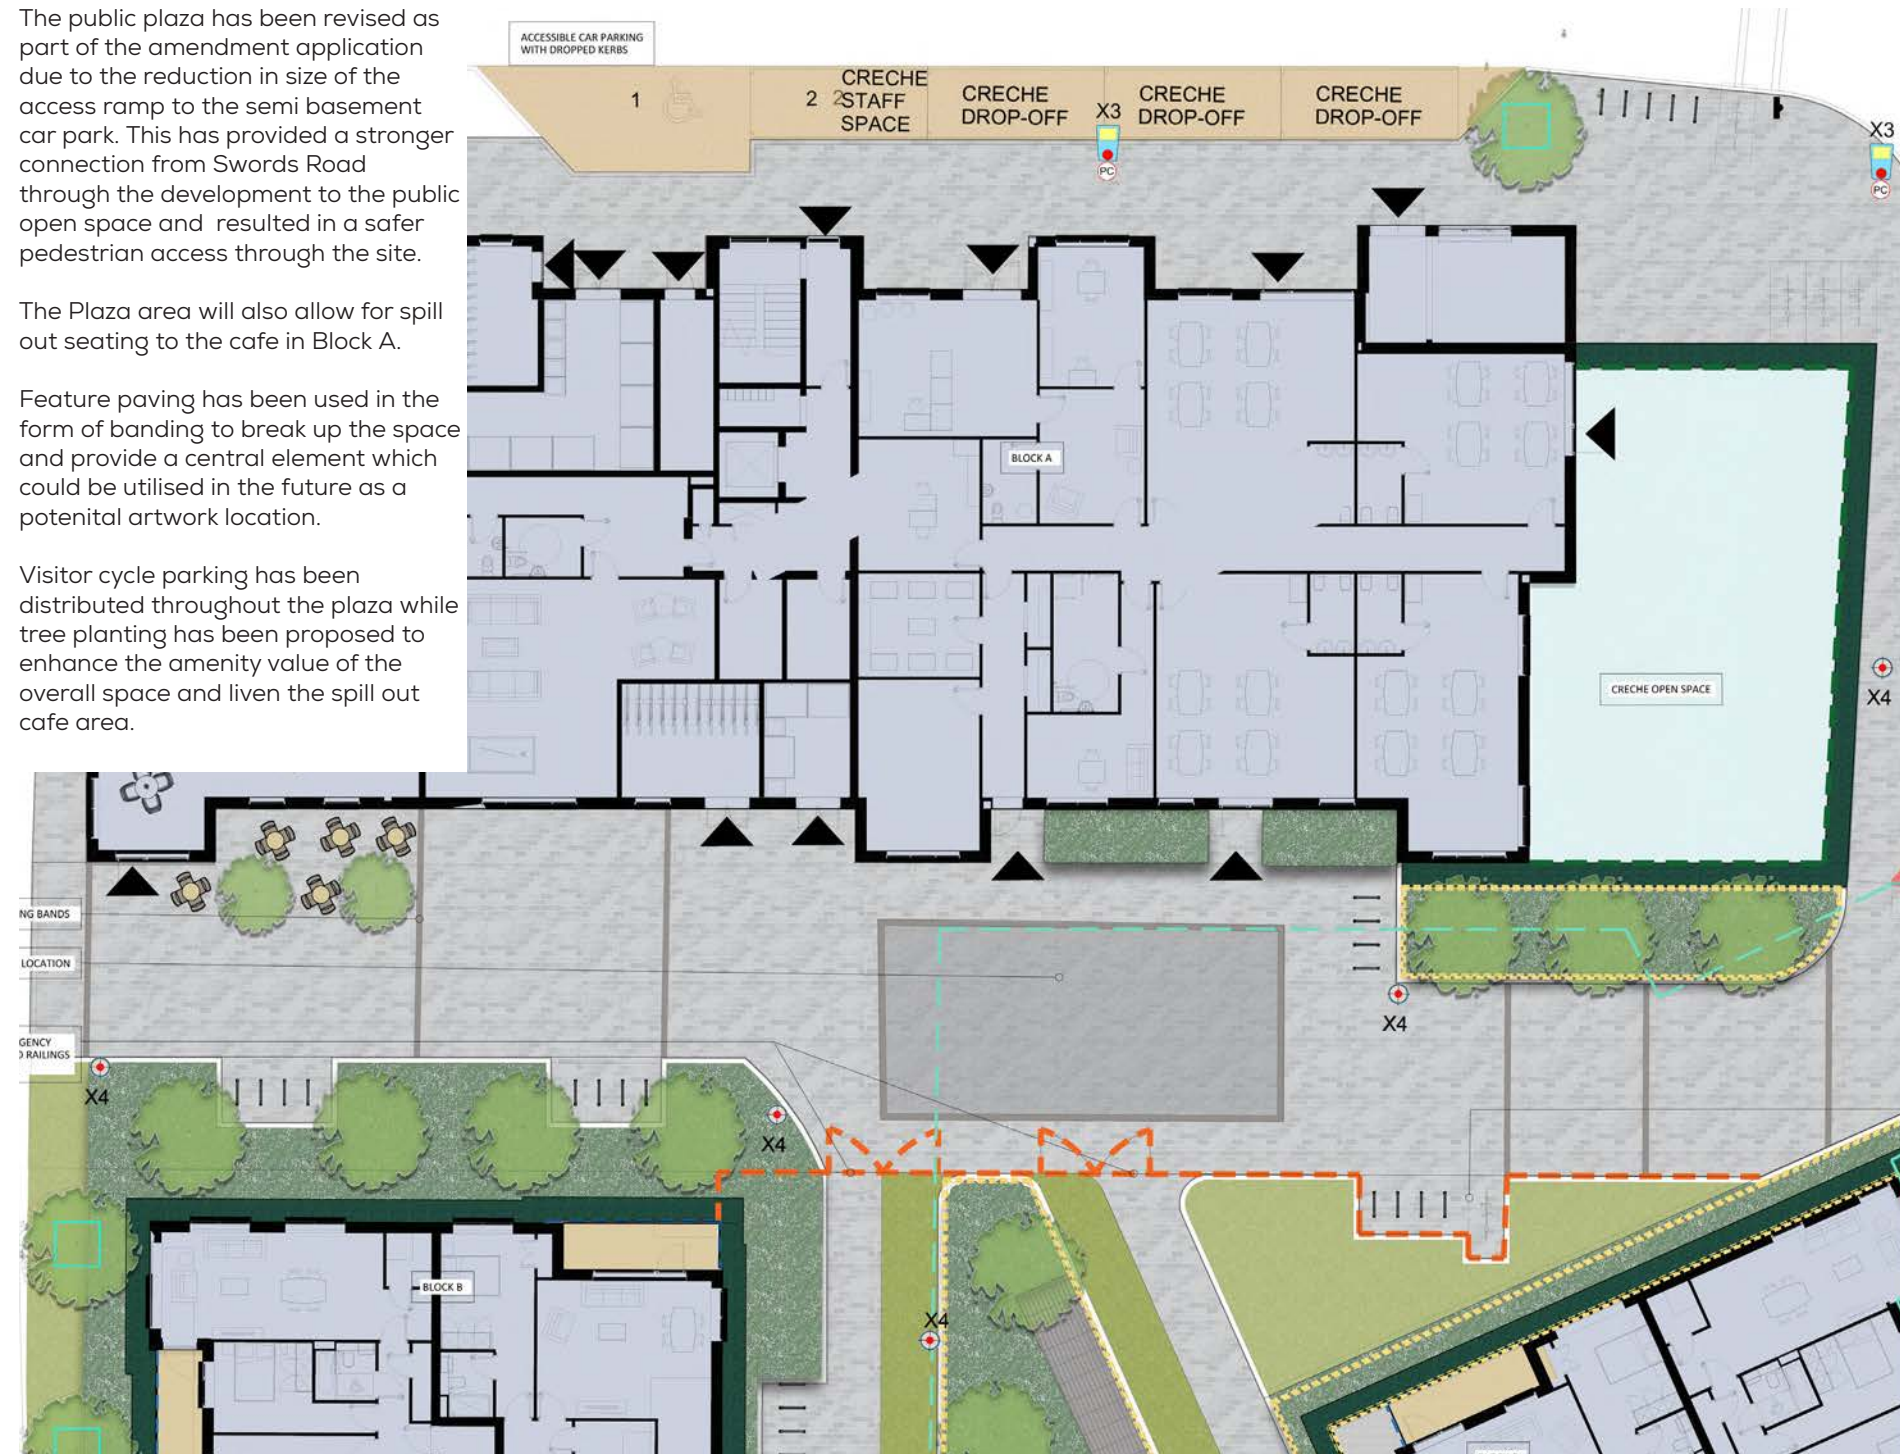 The public plaza has been revised as
part of the amendment application
due to the reduction in size of the
access ramp to the semi basement
car park. This has provided a stronger
connection from Swords Road
through the development to the public
open space and  resulted in a safer
pedestrian access through the site.
The Plaza area will also allow for spill
out seating to the cafe in Block A.
Feature paving has been used in the
form of banding to break up the space
and provide a central element which
could be utilised in the future as a
potenital artwork location.
Visitor cycle parking has been
distributed throughout the plaza while
tree planting has been proposed to
enhance the amenity value of the
overall space and liven the spill out
cafe area.
ACCESSIBLE CAR PARKING
WITH DROPPED KERBS
1
2
2
CRECHE
STAFF
SPACE
CRECHE
DROP-OFF
X3
PC
CRECHE
DROP-OFF
CRECHE
DROP-OFF
X3
PC
BLOCK A
CRECHE OPEN SPACE
X4
NG BANDS
LOCATION
GENCY
D RAILINGS
X4
X4
X4
BLOCK B
X4